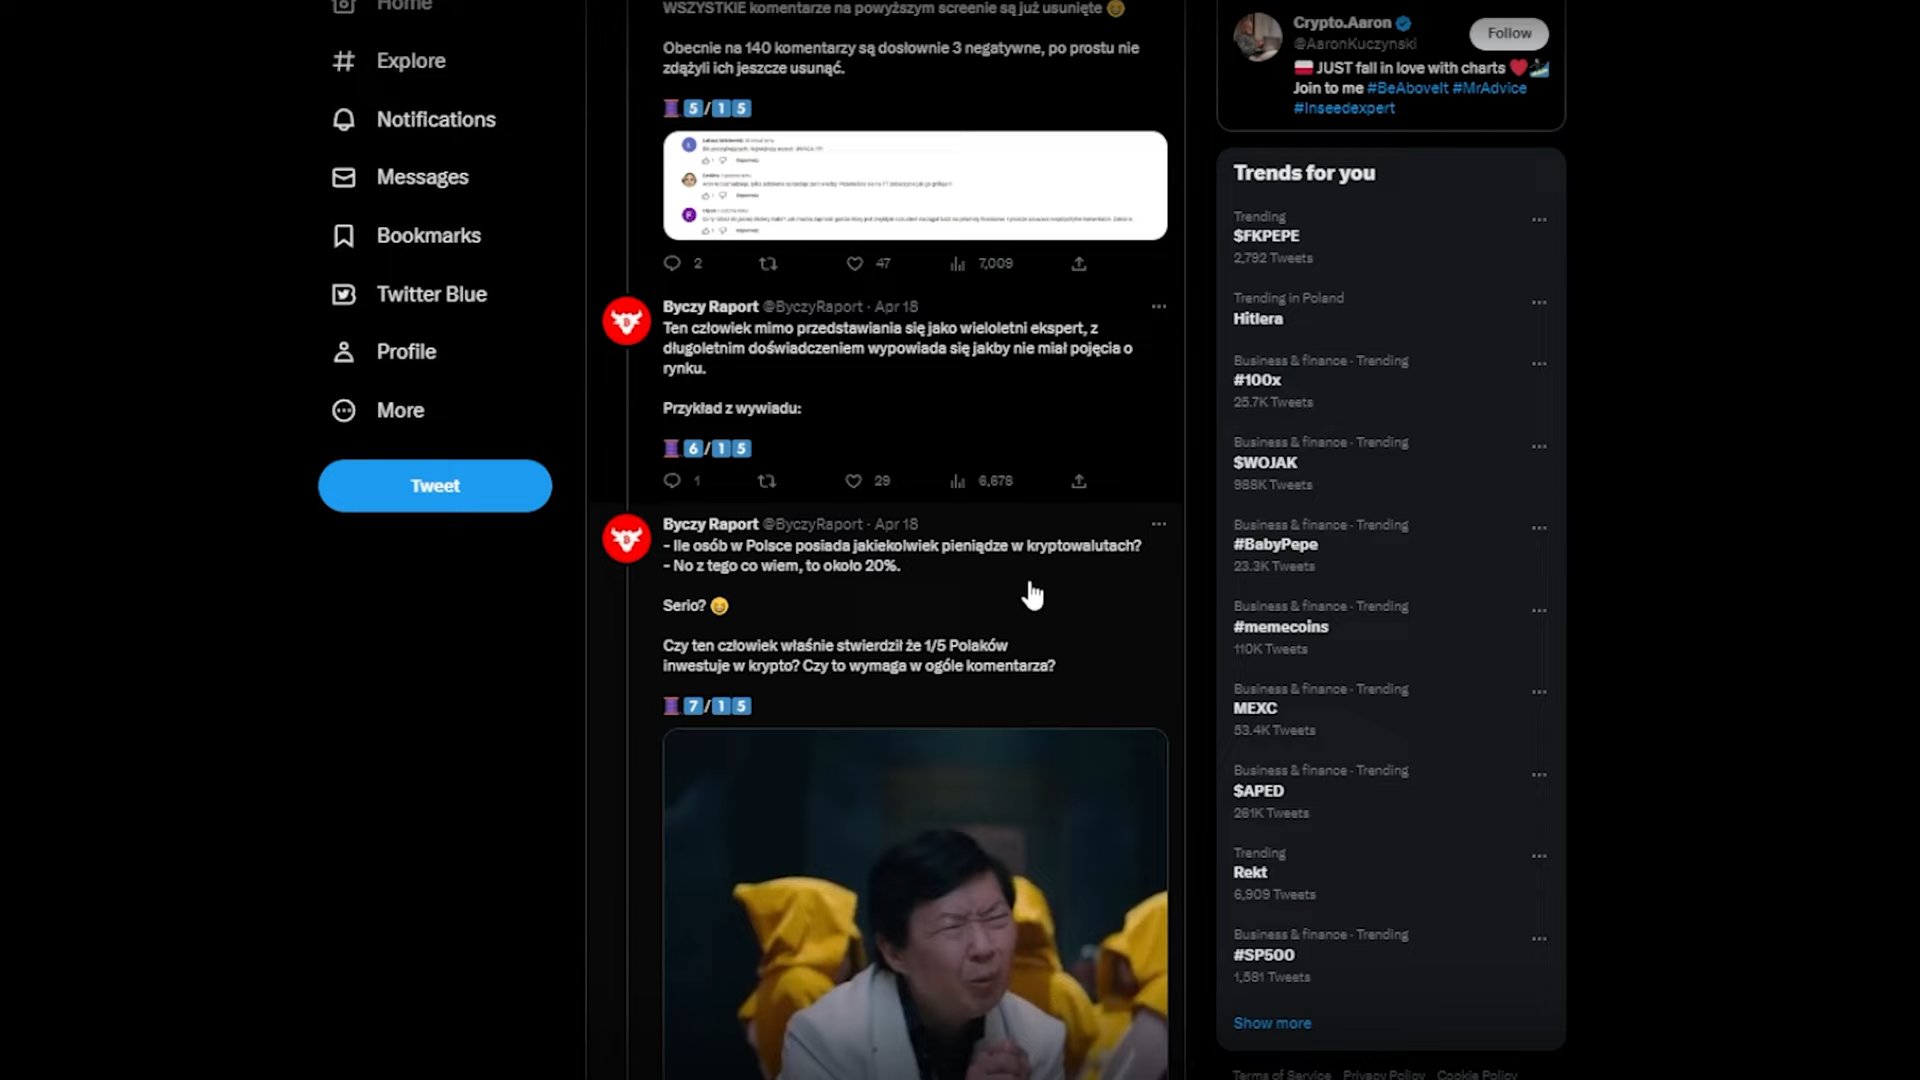 Home
Explore
Notifications
Messages
Bookmarks
Twitter Blue
Profile
More
Tweet
WSZYSTKIE komentarze na powyższym screenie są już usunięte 😆
Obecnie na 140 komentarzy są dosłownie 3 negatywne, po prostu nie
zdążyli ich jeszcze usunąć.
🧵 5/15
2
47
7,009
Byczy Raport @ByczyRaport · Apr 18
Ten człowiek mimo przedstawiania się jako wieloletni ekspert, z
długoletnim doświadczeniem wypowiada się jakby nie miał pojęcia o
rynku.
Przykład z wywiadu:
🧵 6/15
1
29
6,678
Byczy Raport @ByczyRaport · Apr 18
- Ile osób w Polsce posiada jakiekolwiek pieniądze w kryptowalutach?
- No z tego co wiem, to około 20%.
Serio? 😆
Czy ten człowiek właśnie stwierdził że 1/5 Polaków
inwestuje w krypto? Czy to wymaga w ogóle komentarza?
🧵 7/15
Crypto.Aaron
@AaronKuczynski
Follow
🇵🇱 JUST fall in love with charts ❤️🏄
Join to me #BeAboveIt #MrAdvice
#Inseedexpert
Trends for you
Trending
$FKPEPE
2,792 Tweets
Trending in Poland
Hitlera
Business & finance · Trending
#100x
25.7K Tweets
Business & finance · Trending
$WOJAK
988K Tweets
Business & finance · Trending
#BabyPepe
23.3K Tweets
Business & finance · Trending
#memecoins
110K Tweets
Business & finance · Trending
MEXC
53.4K Tweets
Business & finance · Trending
$APED
261K Tweets
Trending
Rekt
6,909 Tweets
Business & finance · Trending
#SP500
1,581 Tweets
Show more
Terms of Service Privacy Policy Cookie Policy